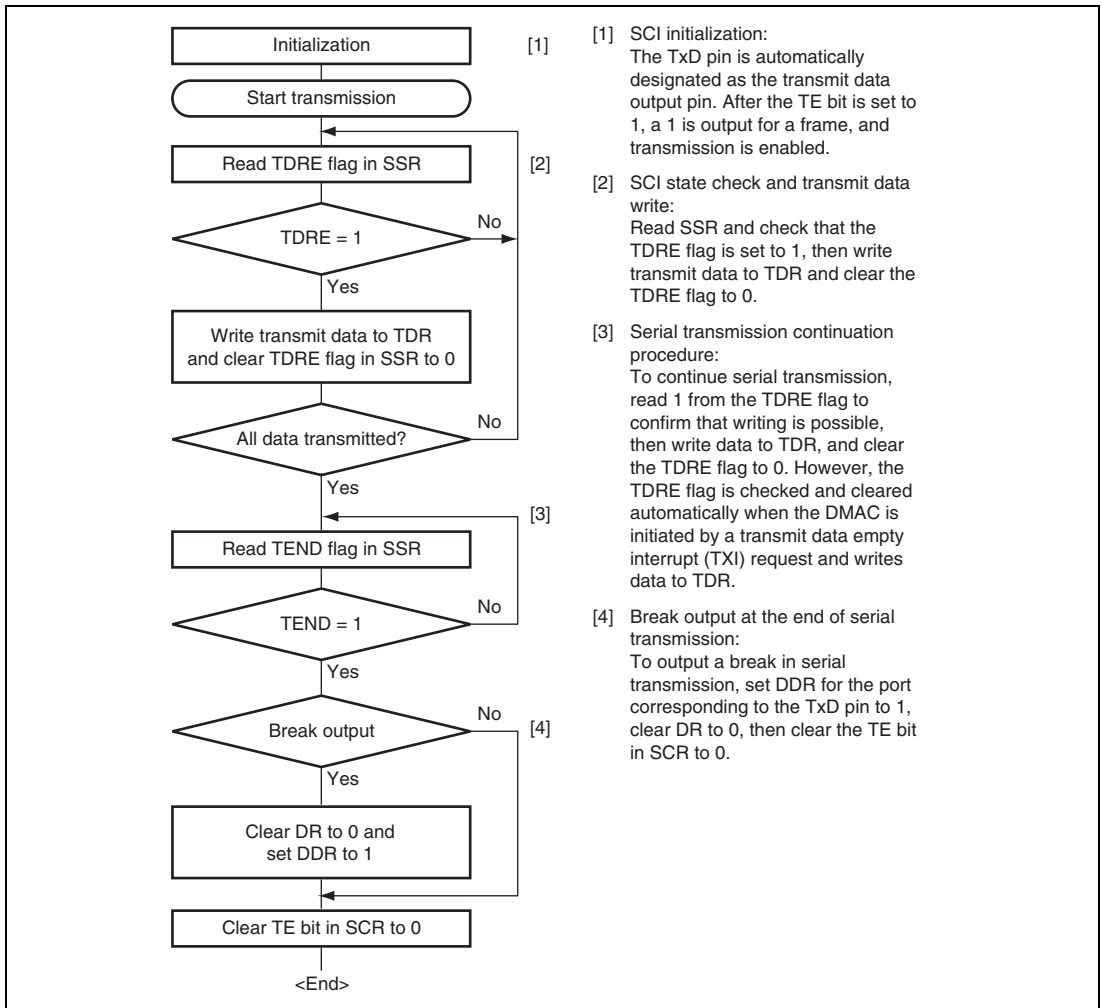 Initialization
[1]
Start transmission
Read TDRE flag in SSR
[2]
No
TDRE = 1
Yes
Write transmit data to TDR
and clear TDRE flag in SSR to 0
No
All data transmitted?
Yes
[3]
Read TEND flag in SSR
No
TEND = 1
Yes
No
[4]
Break output
Yes
Clear DR to 0 and
set DDR to 1
Clear TE bit in SCR to 0
<End>
[1] SCI initialization:
The TxD pin is automatically
designated as the transmit data
output pin. After the TE bit is set to
1, a 1 is output for a frame, and
transmission is enabled.
[2] SCI state check and transmit data
write:
Read SSR and check that the
TDRE flag is set to 1, then write
transmit data to TDR and clear the
TDRE flag to 0.
[3] Serial transmission continuation
procedure:
To continue serial transmission,
read 1 from the TDRE flag to
confirm that writing is possible,
then write data to TDR, and clear
the TDRE flag to 0. However, the
TDRE flag is checked and cleared
automatically when the DMAC is
initiated by a transmit data empty
interrupt (TXI) request and writes
data to TDR.
[4] Break output at the end of serial
transmission:
To output a break in serial
transmission, set DDR for the port
corresponding to the TxD pin to 1,
clear DR to 0, then clear the TE bit
in SCR to 0.